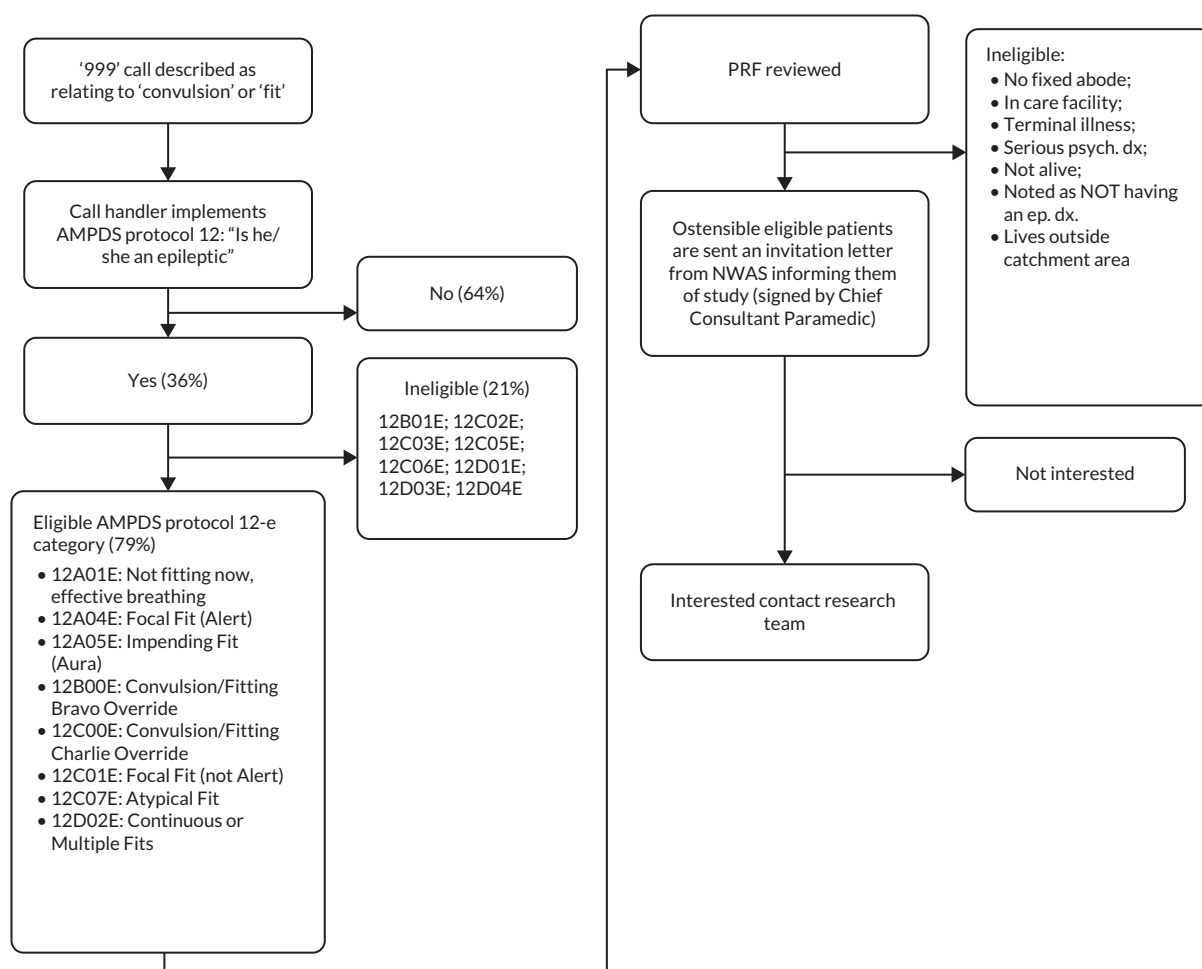 ‘999’ call described as
relating to ‘convulsion’ or ‘fit’
Call handler implements
AMPDS protocol 12: “Is he/
she an epileptic”
No (64%)
Yes (36%)
Ineligible (21%)
12B01E; 12C02E;
12C03E; 12C05E;
12C06E; 12D01E;
12D03E; 12D04E
Eligible AMPDS protocol 12-e
category (79%)
• 12A01E: Not fitting now,
effective breathing
• 12A04E: Focal Fit (Alert)
• 12A05E: Impending Fit
(Aura)
• 12B00E: Convulsion/Fitting
Bravo Override
• 12C00E: Convulsion/Fitting
Charlie Override
• 12C01E: Focal Fit (not Alert)
• 12C07E: Atypical Fit
• 12D02E: Continuous or
Multiple Fits
PRF reviewed
Ineligible:
• No fixed abode;
• In care facility;
• Terminal illness;
• Serious psych. dx;
• Not alive;
• Noted as NOT having
an ep. dx.
• Lives outside
catchment area
Ostensible eligible patients
are sent an invitation letter
from NWAS informing them
of study (signed by Chief
Consultant Paramedic)
Not interested
Interested contact research
team